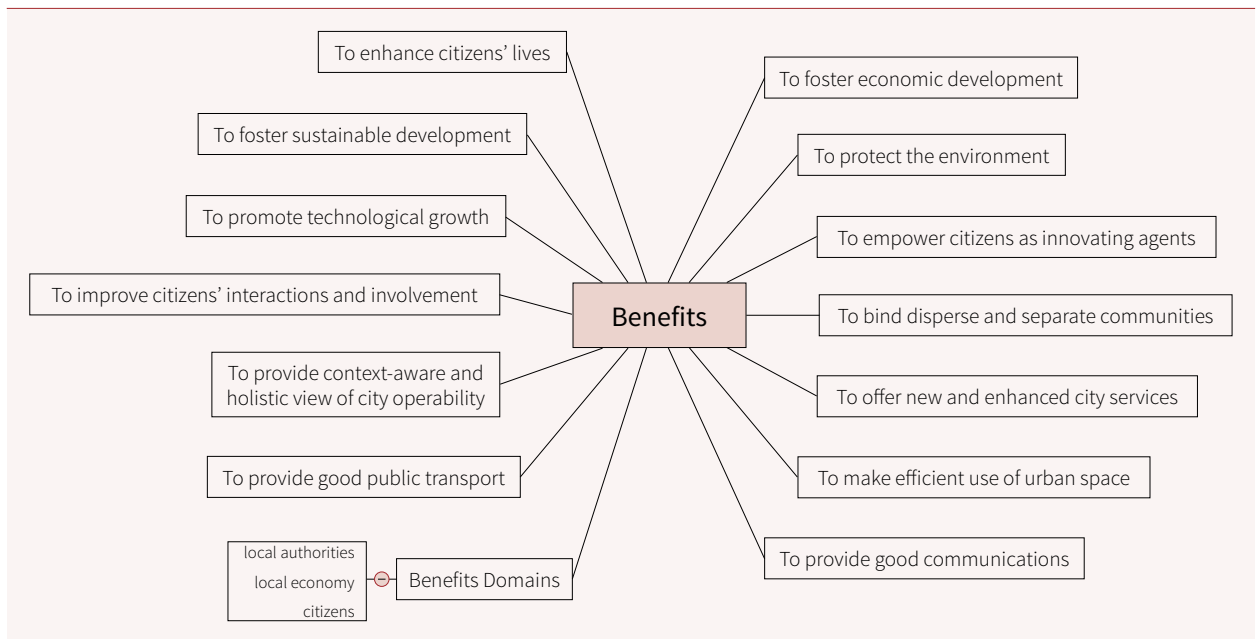 To enhance citizens’ lives
To foster sustainable development
To promote technological growth
To improve citizens’ interactions and involvement
To provide context-aware and
holistic view of city operability
To provide good public transport
local authorities
local economy
citizens
Benefits Domains
Benefits
To foster economic development
To protect the environment
To empower citizens as innovating agents
To bind disperse and separate communities
To offer new and enhanced city services
To make efficient use of urban space
To provide good communications